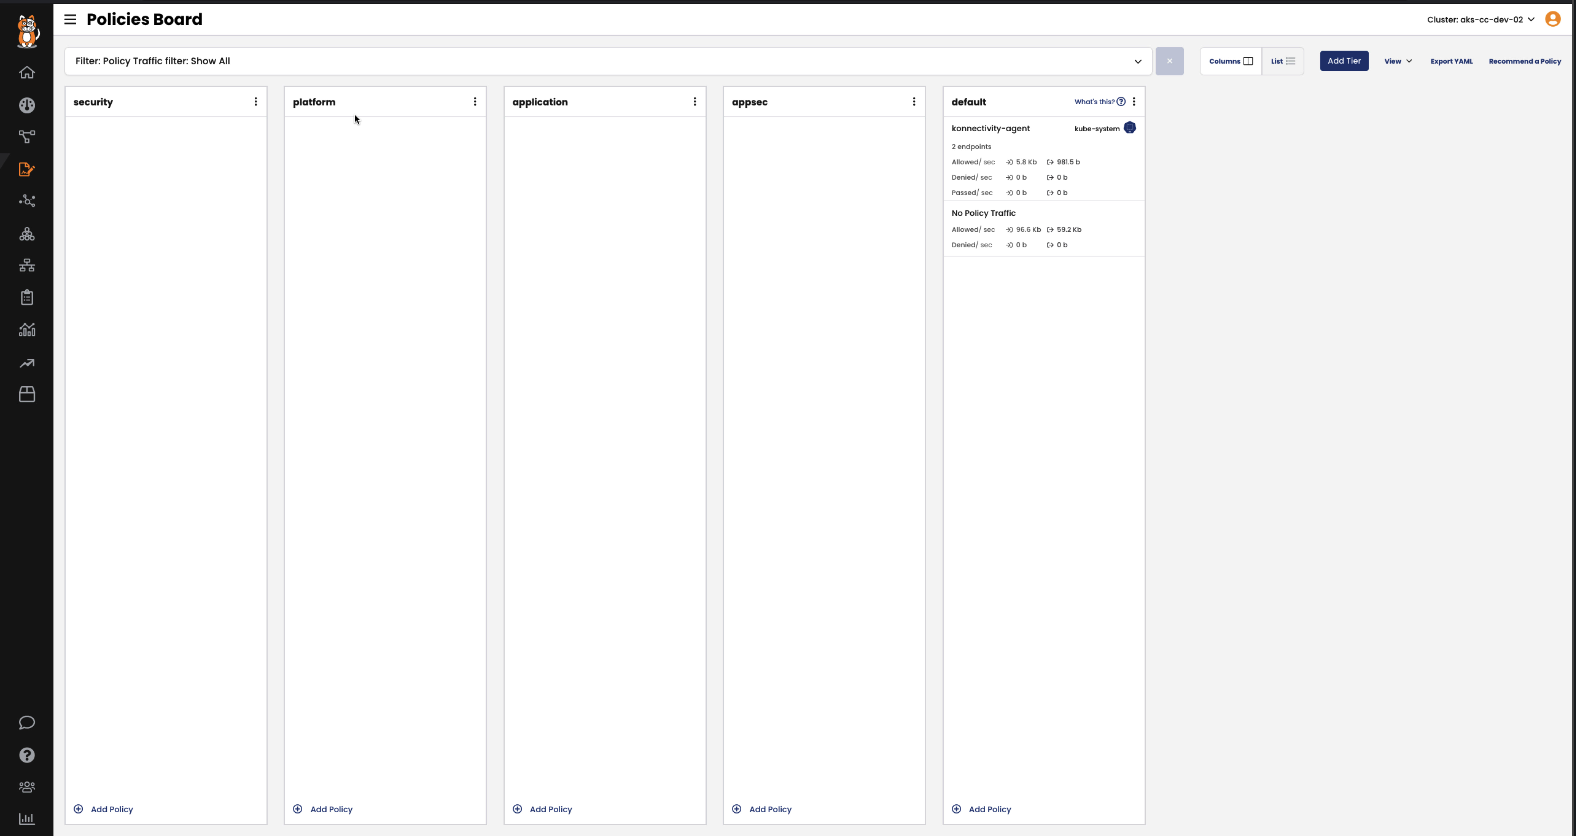 Policies Board
Cluster: aks-cc-dev-02
Filter: Policy Traffic filter: Show All
×
Columns
List
Add Tier
View
Export YAML
Recommend a Policy
security
platform
application
appsec
default
What's this?
konnectivity-agent
kube-system
2 endpoints
Allowed/ sec 5.8 Kb 981.5 b
Denied/ sec 0 b 0 b
Passed/ sec 0 b 0 b
No Policy Traffic
Allowed/ sec 96.6 Kb 59.2 Kb
Denied/ sec 0 b 0 b
Add Policy
Add Policy
Add Policy
Add Policy
Add Policy